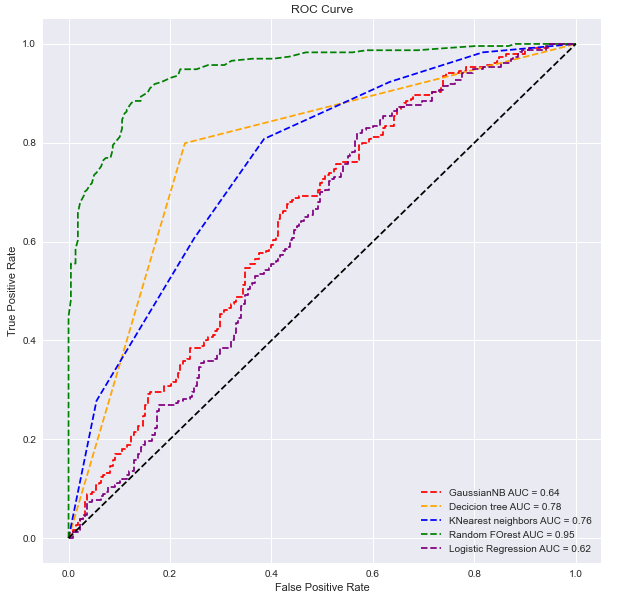 ROC Curve
1.0
0.8
0.6
0.4
0.2
0.0
True Positive Rate
GaussianNB AUC = 0.64
Decicion tree AUC = 0.78
KNearest neighbors AUC = 0.76
Random FOrest AUC = 0.95
Logistic Regression AUC = 0.62
0.0 0.2 0.4 0.6 0.8 1.0
False Positive Rate